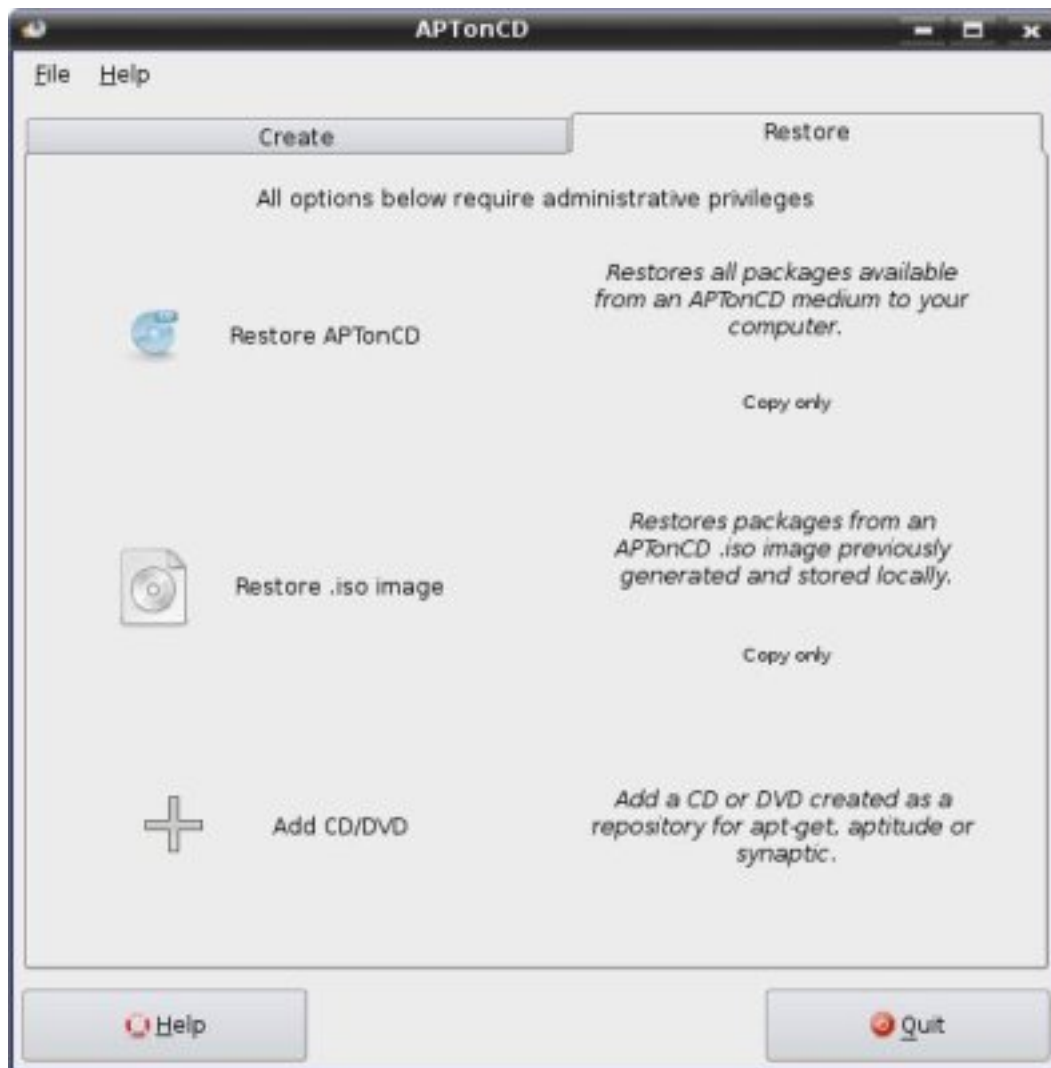 APTonCD
File Help
Create
Restore
All options below require administrative privileges
Restore APTonCD
Restores all packages available
from an APTonCD medium to your
computer.
Copy only
Restore .iso image
Restores packages from an
APTonCD .iso image previously
generated and stored locally.
Copy only
Add CD/DVD
Add a CD or DVD created as a
repository for apt-get, aptitude or
synaptic.
Help
Quit